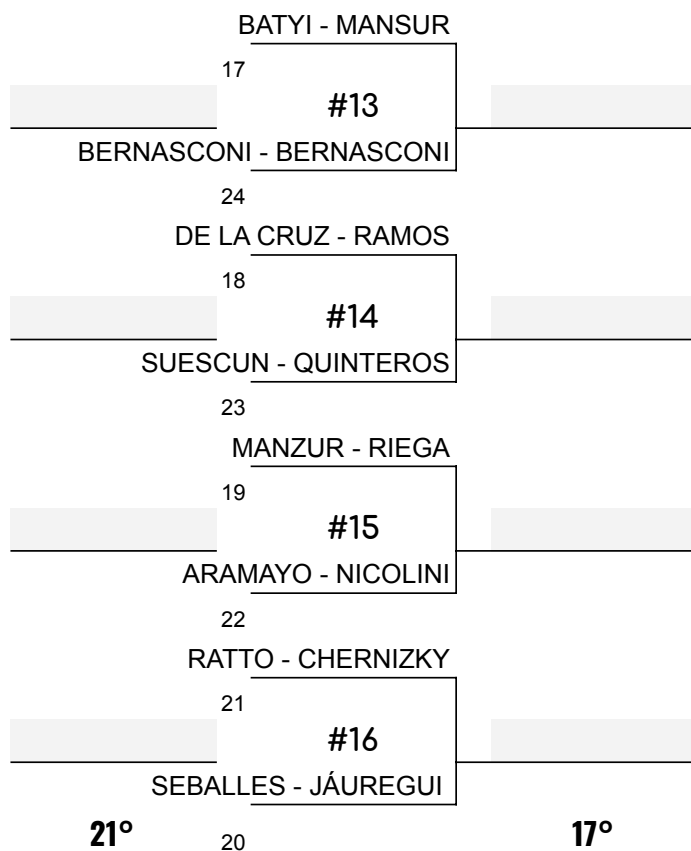 BATYI - MANSUR
17
#13
BERNASCONI - BERNASCONI
24
DE LA CRUZ - RAMOS
18
#14
SUESCUN - QUINTEROS
23
MANZUR - RIEGA
19
#15
ARAMAYO - NICOLINI
22
RATTO - CHERNIZKY
21
#16
SEBALLES - JÁUREGUI
21° 20 17°